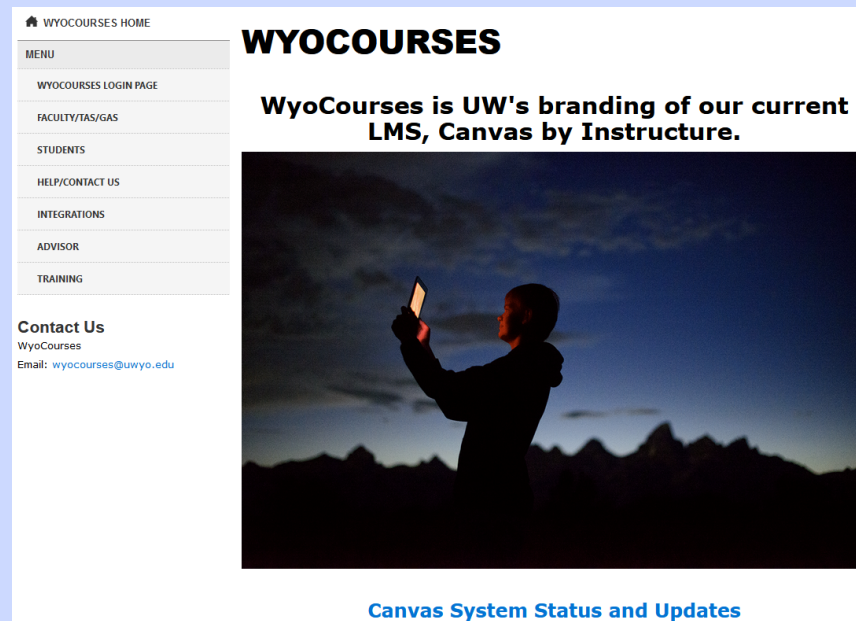 WYOCOURSES HOME
MENU
WYOCOURSES LOGIN PAGE
FACULTY/TAS/GAS
STUDENTS
HELP/CONTACT US
INTEGRATIONS
ADVISOR
TRAINING
Contact Us
WyoCourses
Email: wyocourses@uwyo.edu
WYOCOURSES
WyoCourses is UW's branding of our current
LMS, Canvas by Instructure.
Canvas System Status and Updates